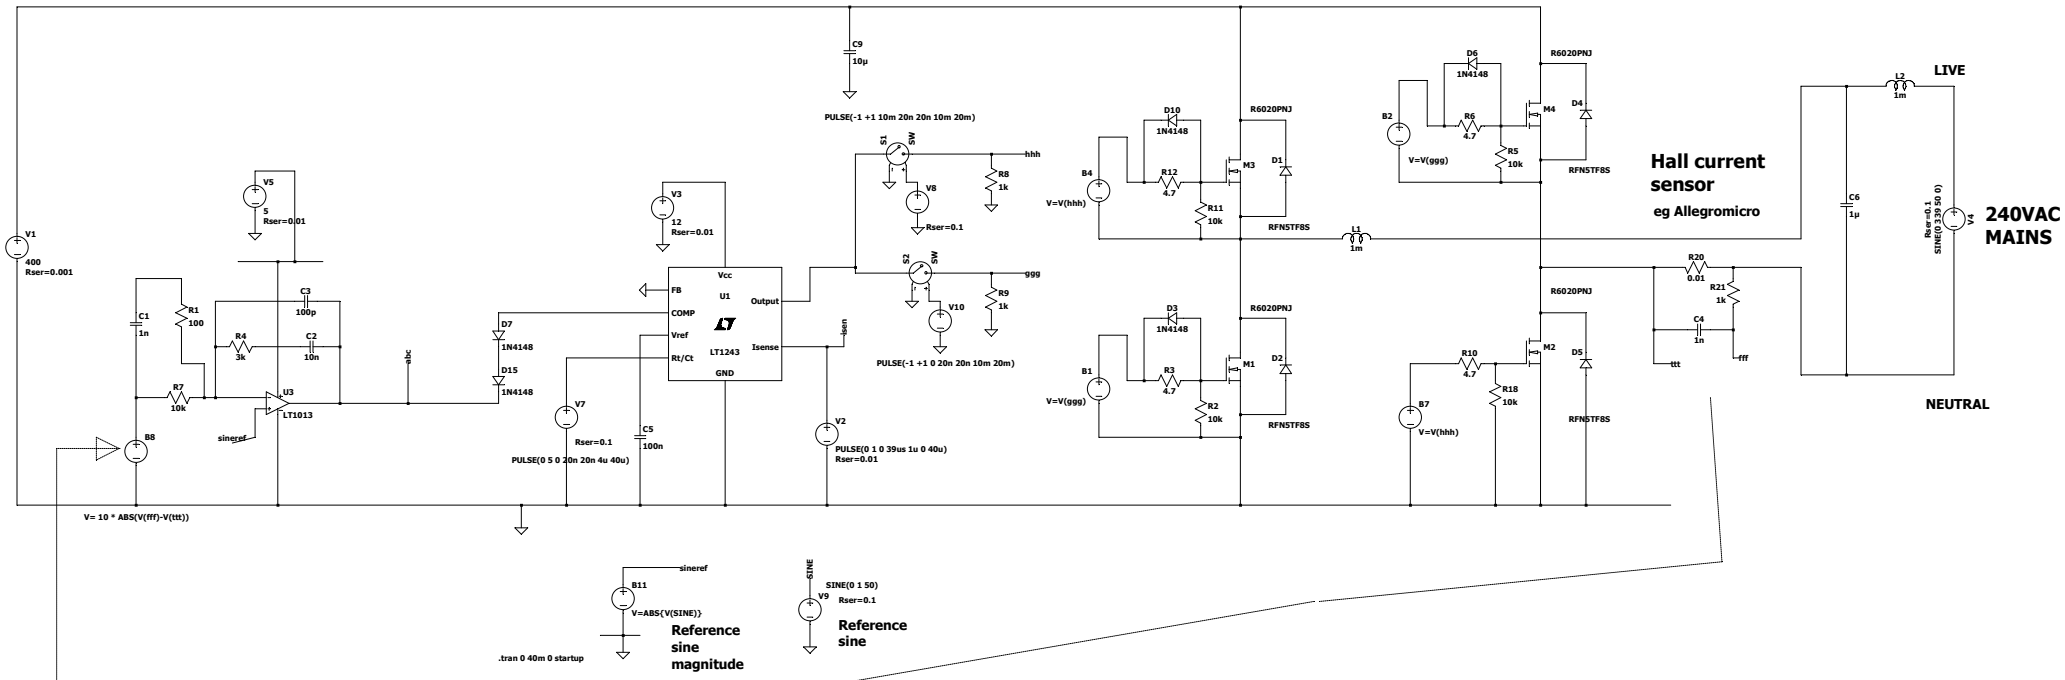 C9
10µ
PULSE(-1 +1 10m 20n 20n 10m 20m)
S1
SW
hhh
R8
1k
V8
Rser=0.1
S2
SW
ggg
R9
1k
V10
PULSE(-1 +1 0 20n 20n 10m 20m)
V1
400
Rser=0.001
V5
5
Rser=0.01
V3
12
Rser=0.01
C1
1n
R1
100
C3
100p
R4
3k
C2
10n
R7
10k
U3
LT1013
sineref
B8
V= 10 * ABS(V(fff)-V(ttt))
abc
D7
1N4148
D15
1N4148
Vcc
FB
U1
COMP
Output
Vref
LT1243
Isense
Rt/Ct
GND
isen
V7
Rser=0.1
PULSE(0 5 0 20n 20n 4u 40u)
C5
100n
V2
PULSE(0 1 0 39us 1u 0 40u)
Rser=0.01
D10
1N4148
R6020PNJ
B4
V=V(hhh)
R12
4.7
R11
10k
M3
D1
RFN5TF8S
L1
1m
D3
1N4148
R6020PNJ
B1
V=V(ggg)
R3
4.7
R2
10k
M1
D2
RFN5TF8S
D6
1N4148
R6020PNJ
B2
V=V(ggg)
R6
4.7
R5
10k
M4
D4
RFN5TF8S
R6020PNJ
B7
V=V(hhh)
R10
4.7
R18
10k
M2
D5
RFN5TF8S
Hall current
sensor
eg Allegromicro
R20
0.01
R21
1k
C4
1n
ttt
fff
C6
1µ
L2
1m
LIVE
V4
SINE(0 339 50 0)
Rser=0.1
240VAC
MAINS
NEUTRAL
sineref
B11
V=ABS{V(SINE)}
Reference
sine
magnitude
SINE
SINE(0 1 50)
V9
Rser=0.1
Reference
sine
.tran 0 40m 0 startup